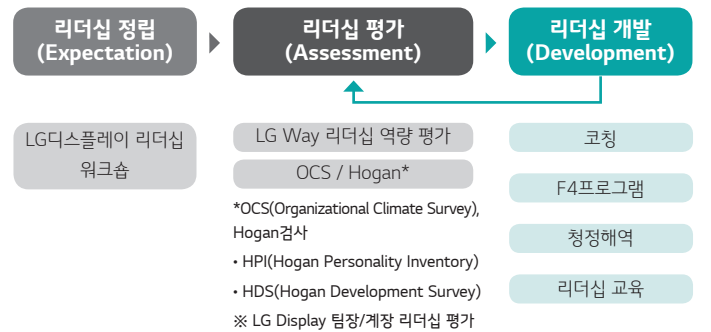 리더십 정립
(Expectation)
리더십 평가
(Assessment)
리더십 개발
(Development)
LG디스플레이 리더십
워크숍
LG Way 리더십 역량 평가
OCS / Hogan*
*OCS(Organizational Climate Survey),
Hogan검사
• HPI(Hogan Personality Inventory)
• HDS(Hogan Development Survey)
※ LG Display 팀장/계장 리더십 평가
코칭
F4프로그램
청정해역
리더십 교육